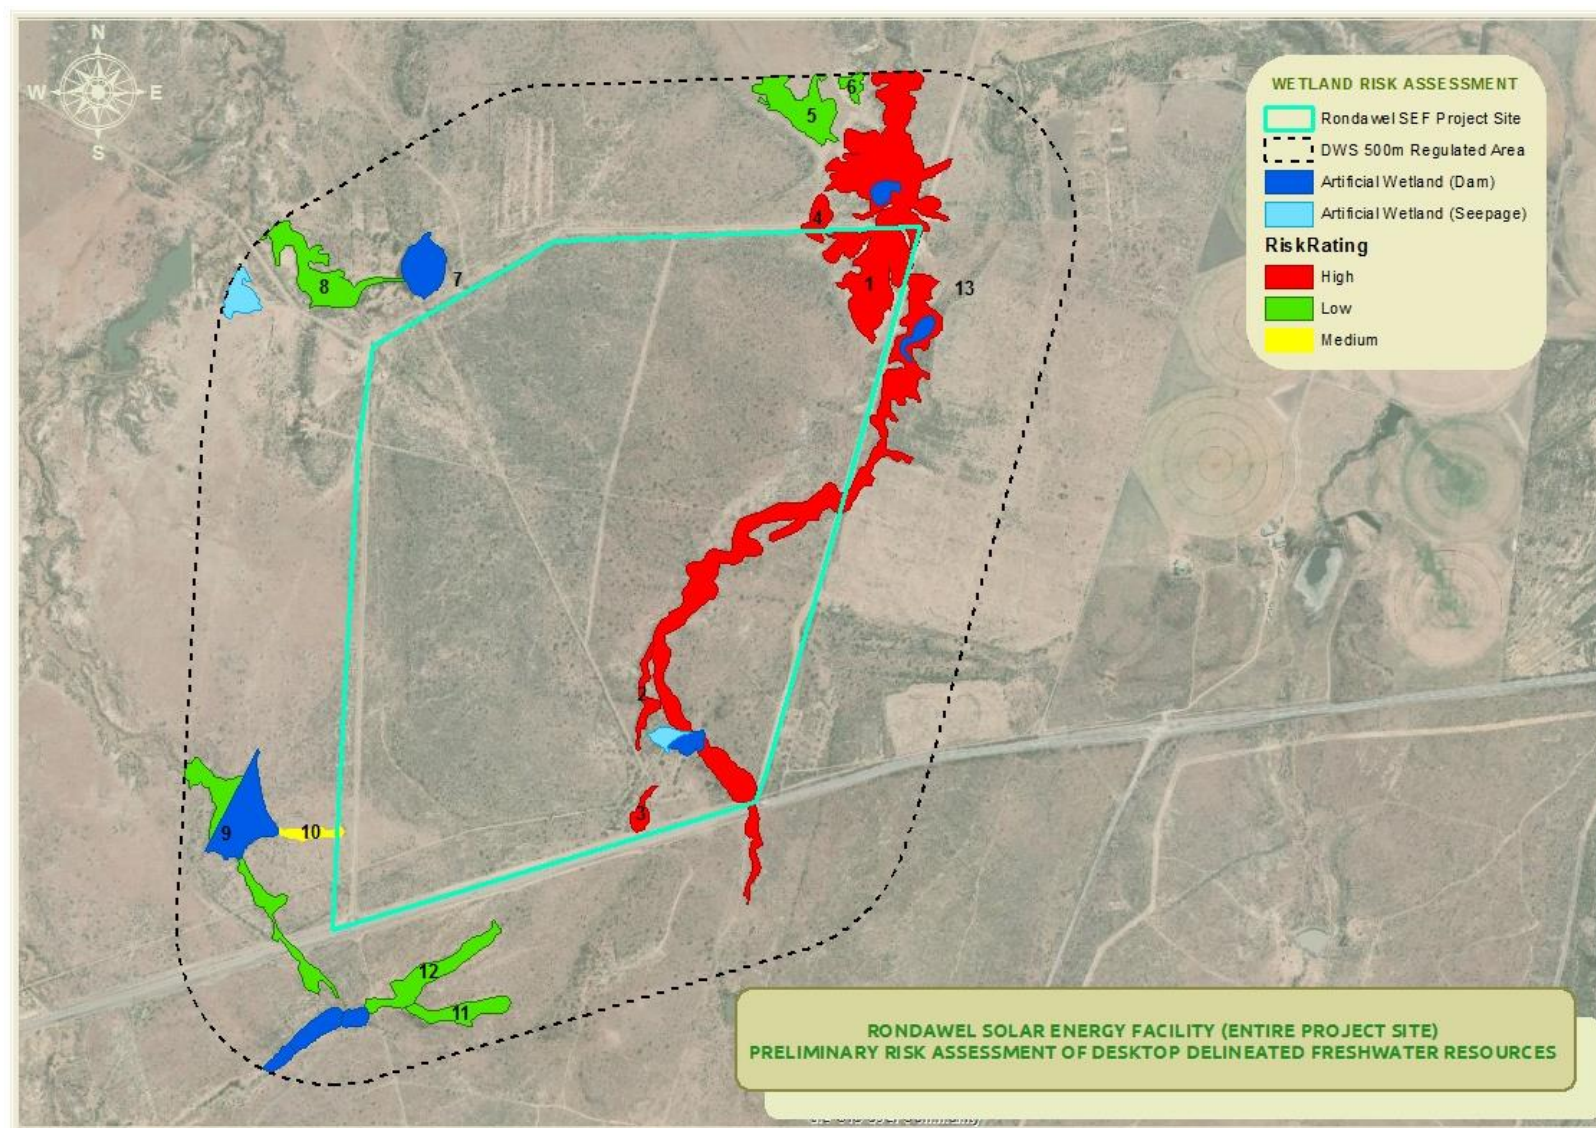 N
W
E
S
WETLAND RISK ASSESSMENT
Rondawel SEF Project Site
DWS 500m Regulated Area
Artificial Wetland (Dam)
Artificial Wetland (Seepage)
RiskRating
High
Low
Medium
6
5
4
7
8
1
13
2
3
9
10
12
11
RONDAWEL SOLAR ENERGY FACILITY (ENTIRE PROJECT SITE)
PRELIMINARY RISK ASSESSMENT OF DESKTOP DELINEATED FRESHWATER RESOURCES